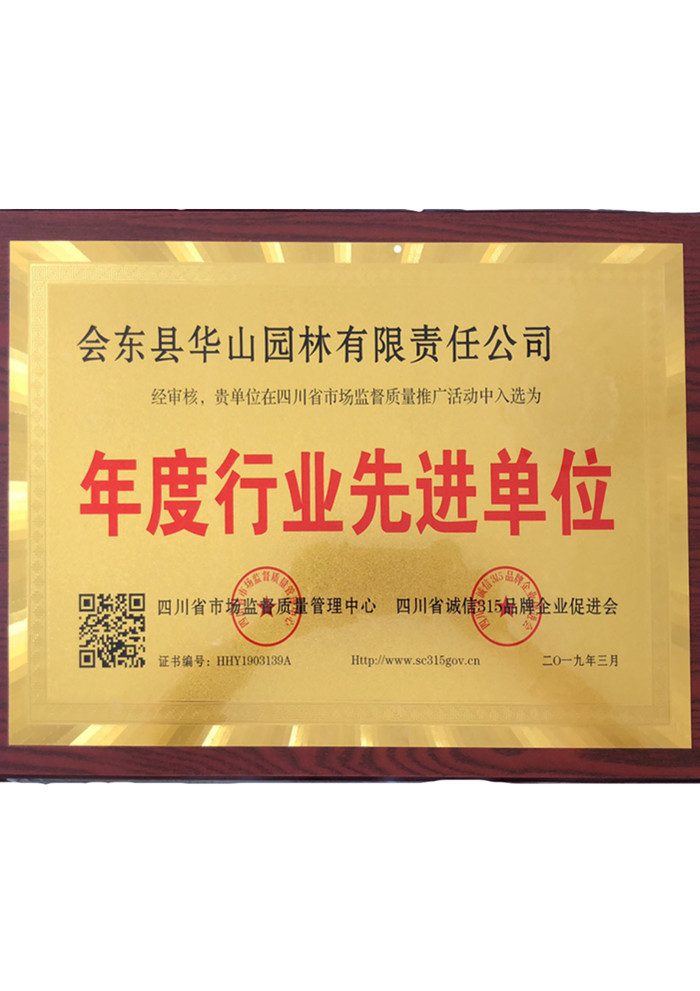 会东县华山园林有限责任公司
经审核，贵单位在四川省市场监督质量推广活动中入选为
年度行业先进单位
四川省市场监督质量管理中心 四川省诚信315品牌企业促进会
证书编号：HHY1903139A Http://www.sc315gov.cn 二〇一九年三月